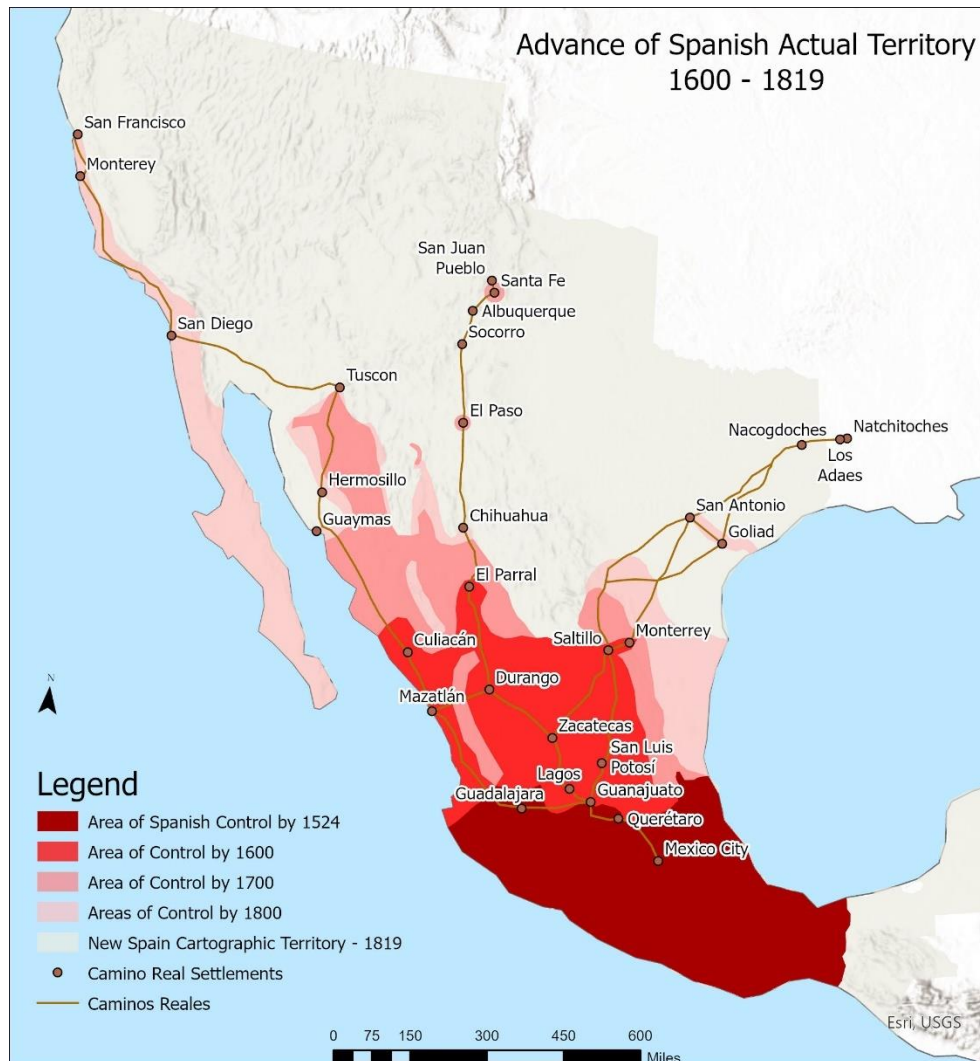 Advance of Spanish Actual Territory
1600 - 1819
San Francisco
Monterey
San Juan
Pueblo
Santa Fe
Albuquerque
Socorro
San Diego
Tuscon
El Paso
Nacogdoches
Natchitoches
Los
Adaes
Hermosillo
San Antonio
Guaymas
Chihuahua
Goliad
El Parral
Culiacán
Saltillo
Monterrey
Mazatlán
Durango
Zacatecas
San Luis
Potosí
Lagos
Guadalajara
Guanajuato
Querétaro
Mexico City
N
Legend
Area of Spanish Control by 1524
Area of Control by 1600
Area of Control by 1700
Areas of Control by 1800
New Spain Cartographic Territory - 1819
Camino Real Settlements
Caminos Reales
0 75 150 300 450 600
Miles
Esri, USGS